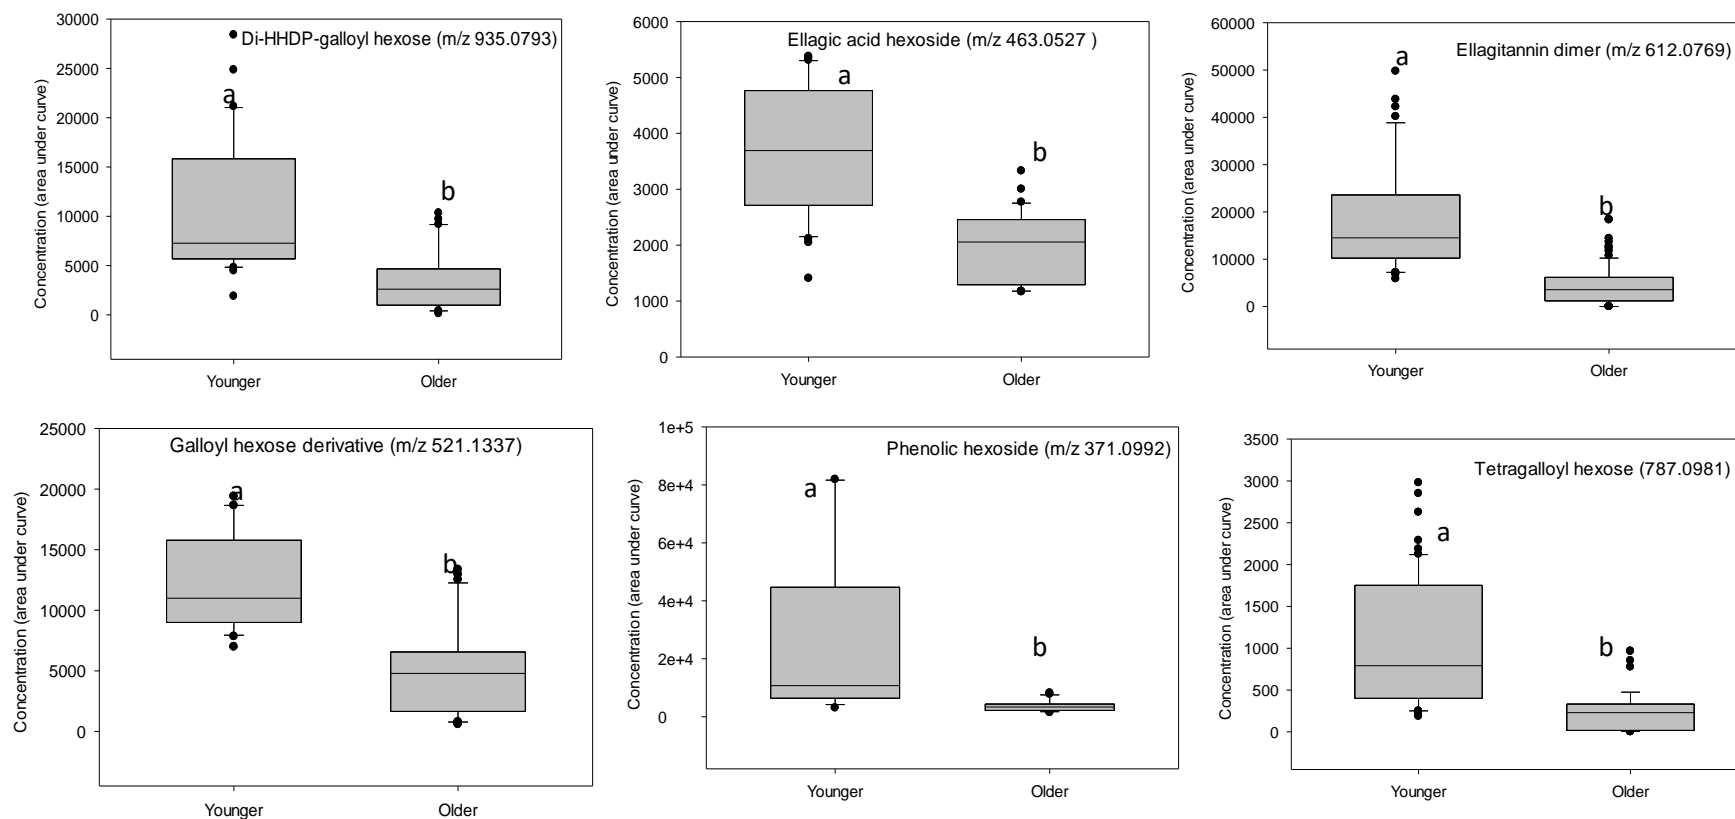 Di-HHDP-galloyl hexose (m/z 935.0793)
Concentration (area under curve)
30000
25000
20000
15000
10000
5000
0
a
b
Younger
Older
Ellagic acid hexoside (m/z 463.0527 )
Concentration (area under curve)
6000
5000
4000
3000
2000
1000
0
a
b
Younger
Older
Ellagitannin dimer (m/z 612.0769)
Concentration (area under curve)
60000
50000
40000
30000
20000
10000
0
a
b
Younger
Older
Galloyl hexose derivative (m/z 521.1337)
Concentration (area under curve)
25000
20000
15000
10000
5000
0
a
b
Younger
Older
Phenolic hexoside (m/z 371.0992)
Concentration (area under curve)
1e+5
8e+4
6e+4
4e+4
2e+4
0
a
b
Younger
Older
Tetragalloyl hexose (787.0981)
Concentration (area under curve)
3500
3000
2500
2000
1500
1000
500
0
a
b
Younger
Older